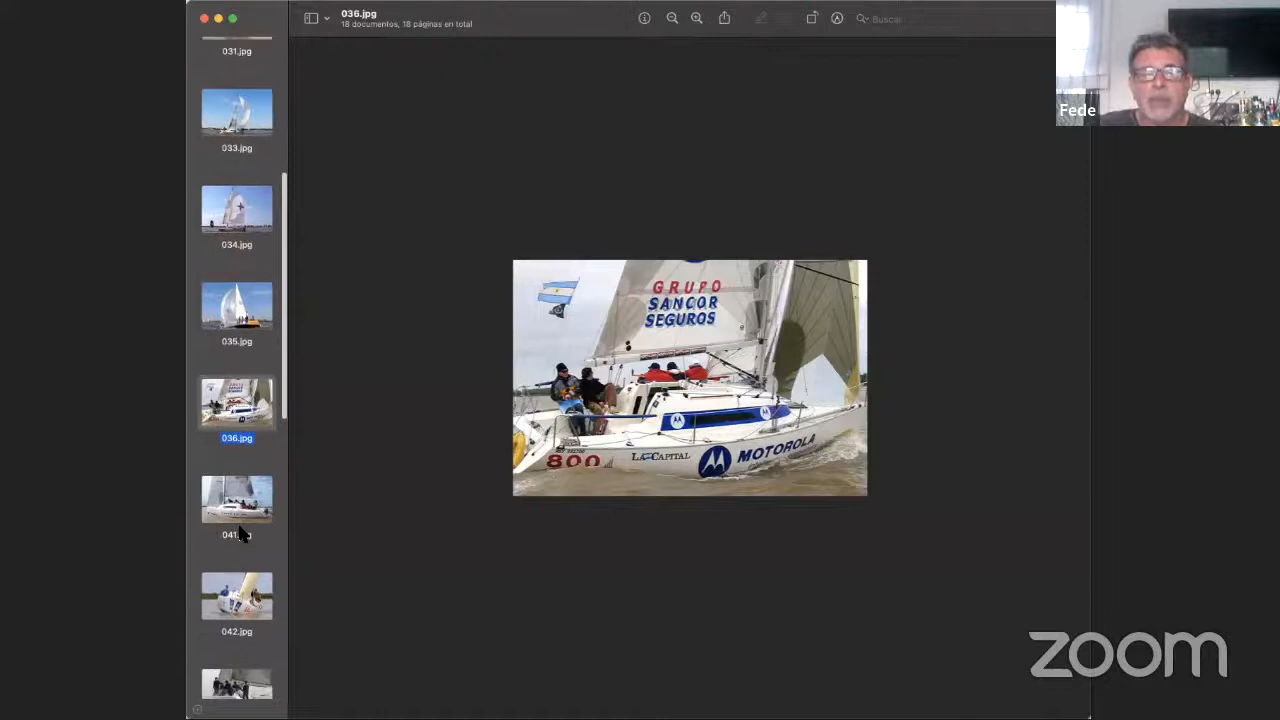 036.jpg
18 documentos, 18 páginas en total
Buscar
Fede
031.jpg
033.jpg
034.jpg
035.jpg
036.jpg
042.jpg
GRUPO
SANCOR
SEGUROS
800
LA CAPITAL
MOTOROLA
zoom